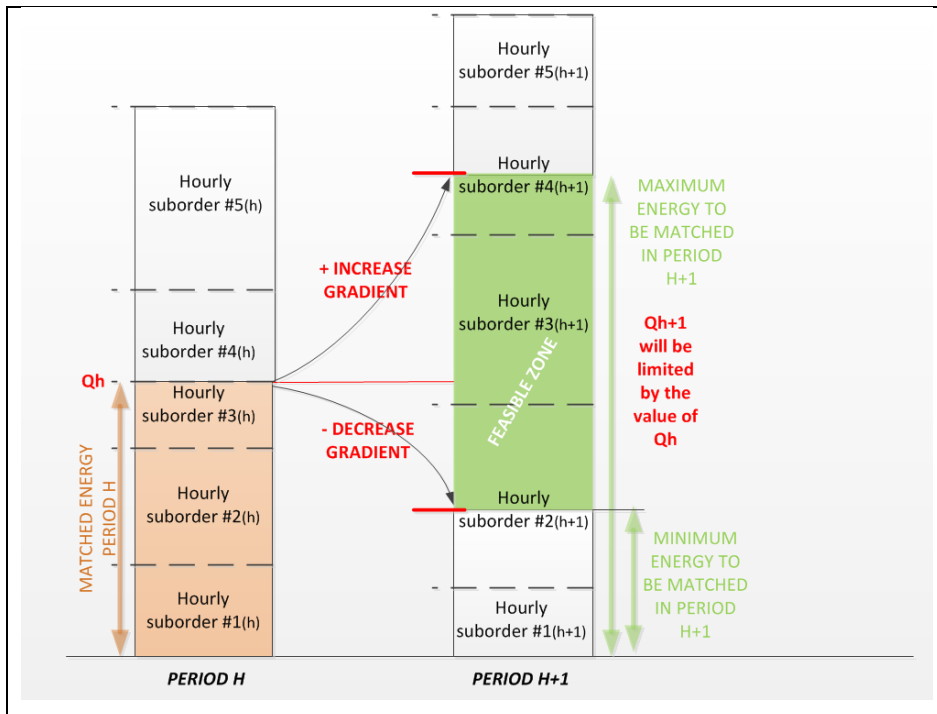 Hourly
suborder #5(h)
Hourly
suborder #4(h)
Qh
Hourly
suborder #3(h)
Hourly
suborder #2(h)
Hourly
suborder #1(h)
MATCHED ENERGY
PERIOD H
PERIOD H
+ INCREASE
GRADIENT
- DECREASE
GRADIENT
Hourly
suborder #5(h+1)
Hourly
suborder #4(h+1)
Hourly
suborder #3(h+1)
FEASIBLE ZONE
Hourly
suborder #2(h+1)
Hourly
suborder #1(h+1)
PERIOD H+1
MAXIMUM
ENERGY TO
BE MATCHED
IN PERIOD
H+1
Qh+1
will be
limited
by the
value of
Qh
MINIMUM
ENERGY TO
BE MATCHED
IN PERIOD
H+1